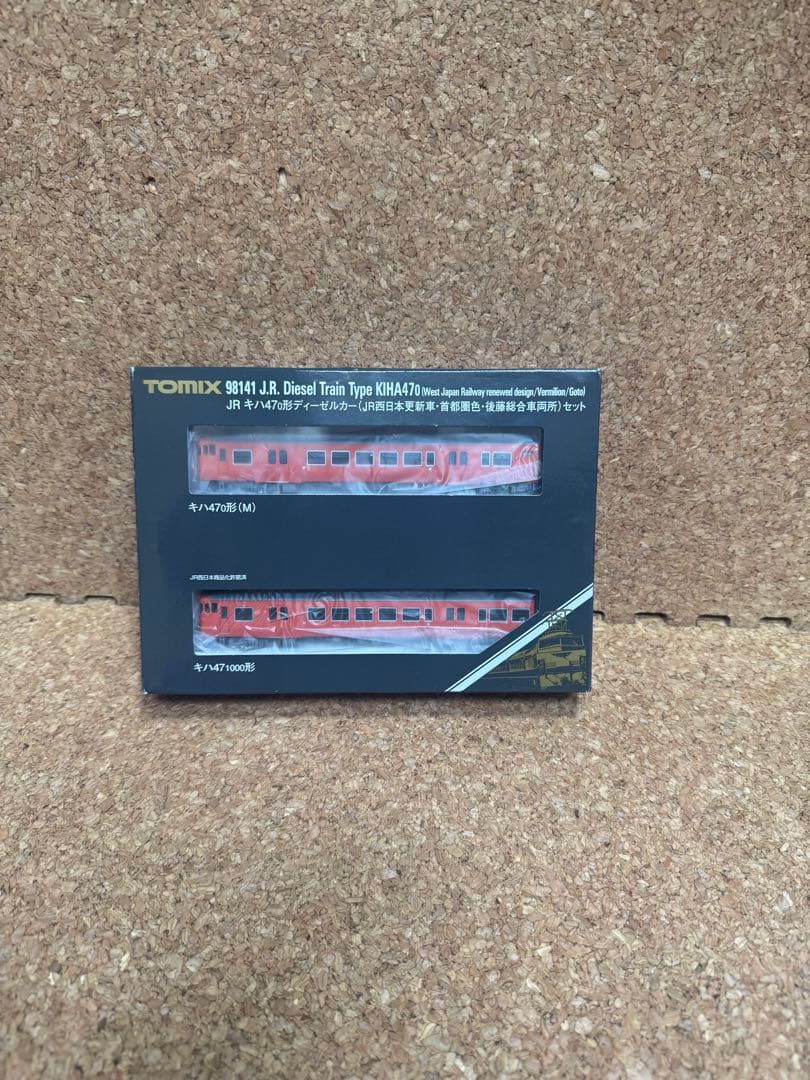 TOMIX 98141 J.R. Diesel Train Type KIHA47 0 (West Japan Railway renewed design/Vermilion/Goto)
JR キハ47 0形ディーゼルカー(JR西日本更新車・首都圏色・後藤総合車両所)セット
キハ47 0形(M)
JR西日本商品化許諾済
キハ47 1000形